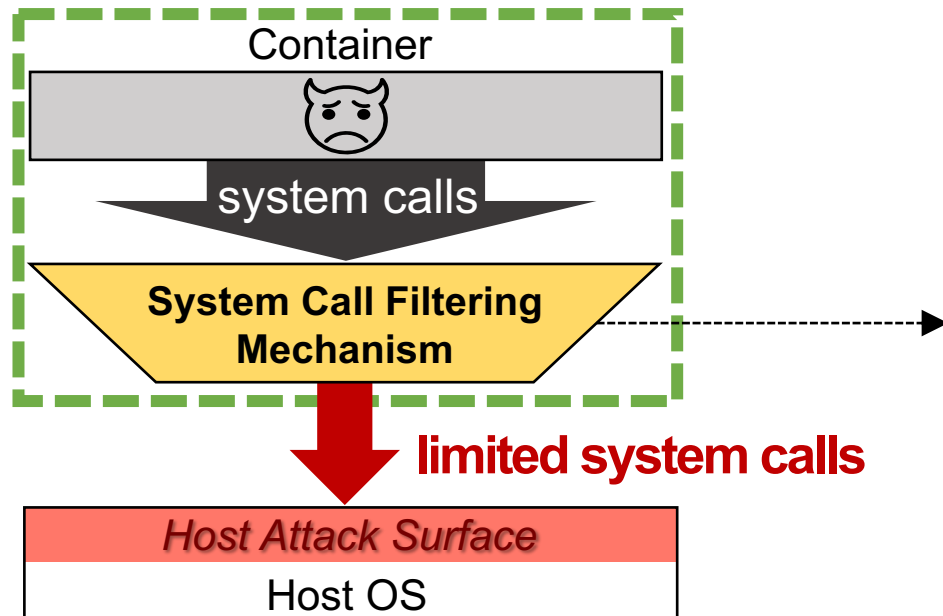 Container
system calls
System Call Filtering
Mechanism
limited system calls
Host Attack Surface
Host OS